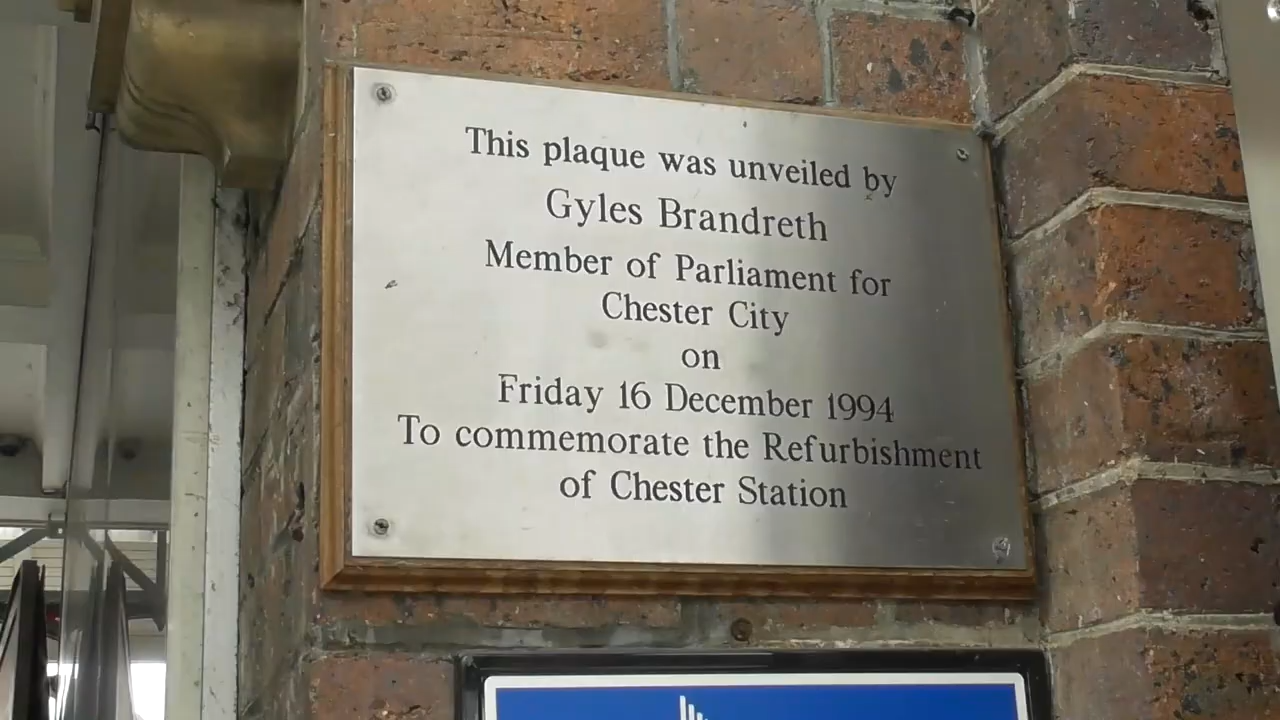 This plaque was unveiled by
Gyles Brandreth
Member of Parliament for
Chester City
on
Friday 16 December 1994
To commemorate the Refurbishment
of Chester Station